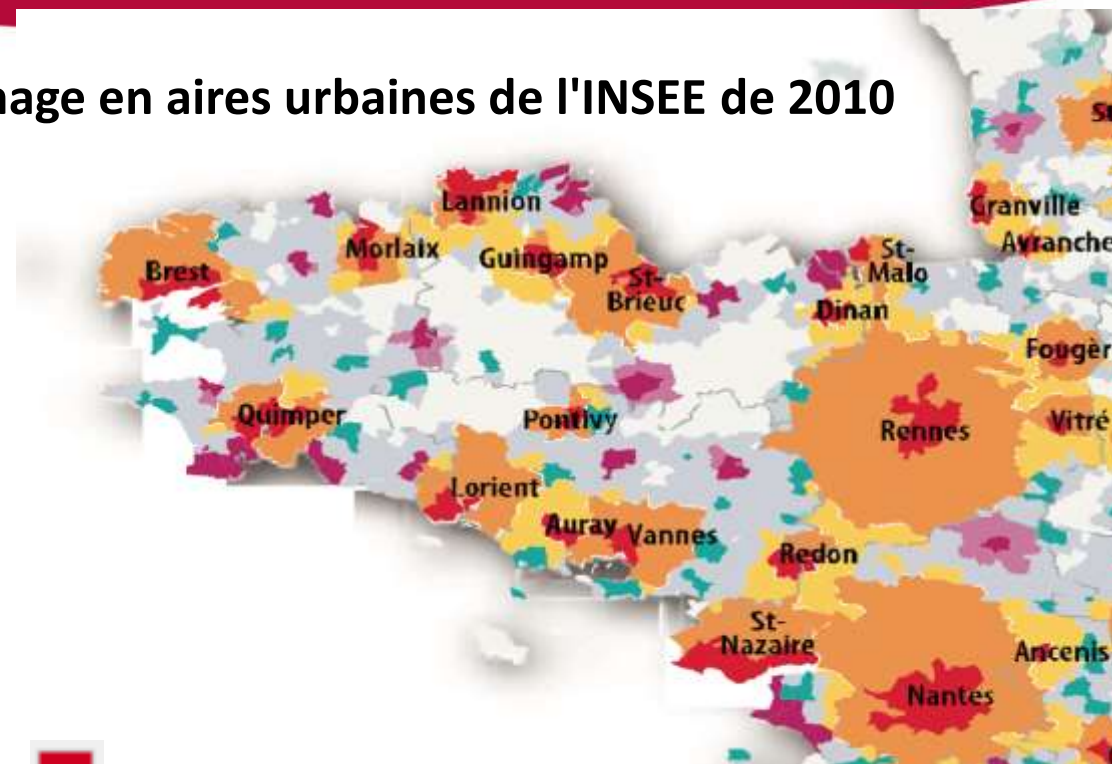 nage en aires urbaines de l'INSEE de 2010
Lannion
Granville
Morlaix
Guingamp
Avranche
St-
Malo
Brest
St-
Brieuc
Dinan
Fougèr
Quimper
Pontivy
Rennes
Vitré
Lorient
Auray
Vannes
Redon
St-
Nazaire
Ancenis
Nantes